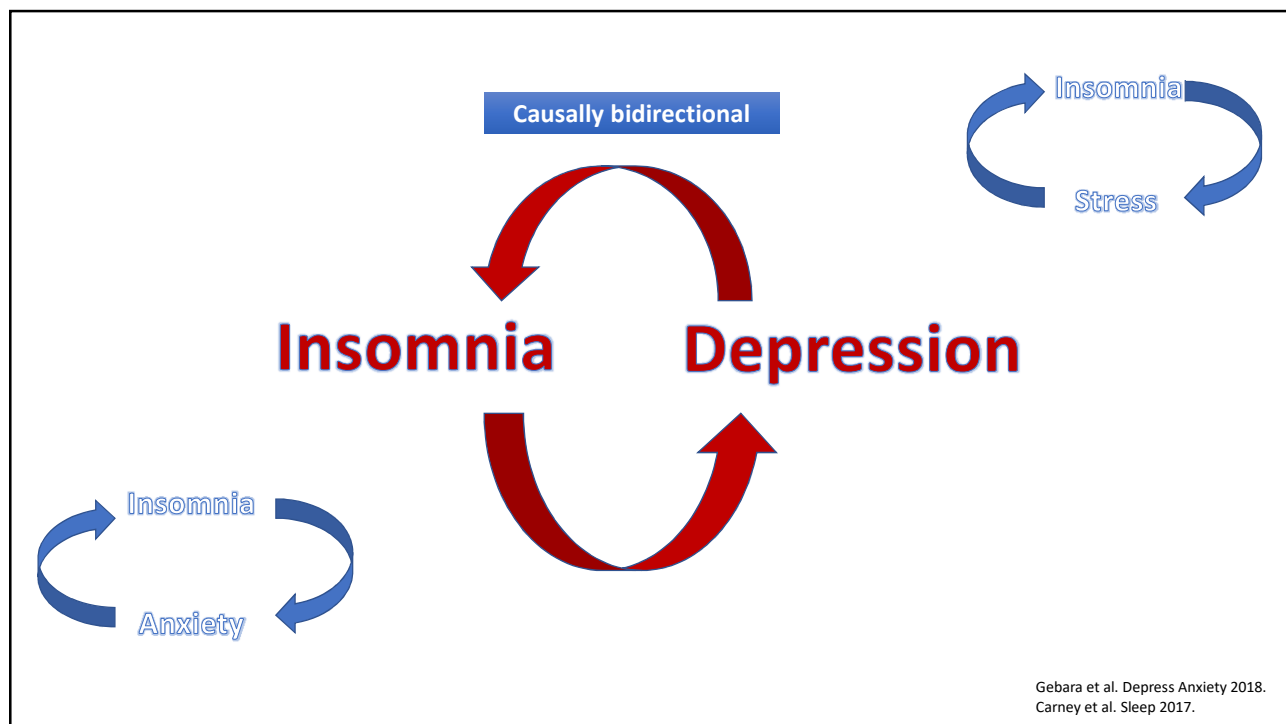 Causally bidirectional
Insomnia
Stress
Insomnia Depression
Insomnia
Anxiety
Gebara et al. Depress Anxiety 2018.
Carney et al. Sleep 2017.